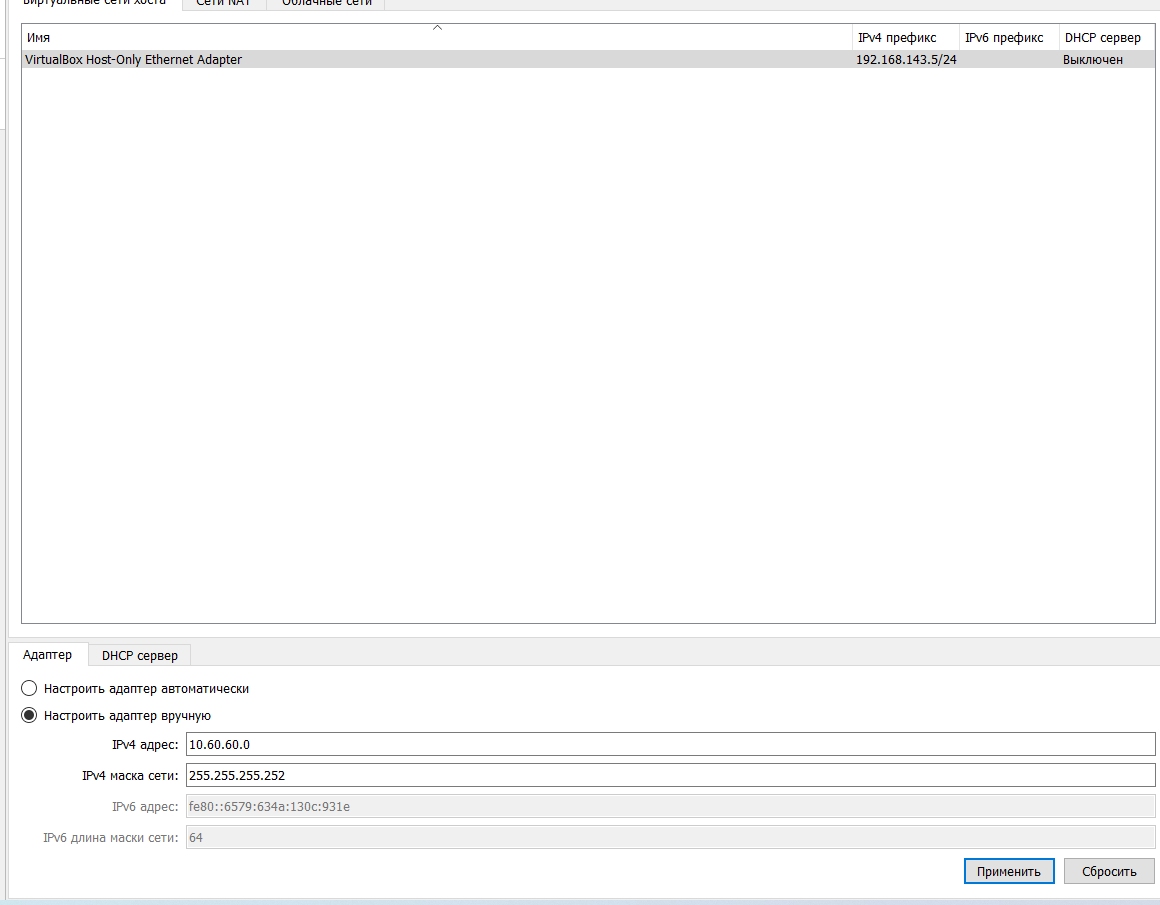 Виртуальные сети хоста Сети NAT Облачные сети
Имя IPv4 префикс IPv6 префикс DHCP сервер
VirtualBox Host-Only Ethernet Adapter 192.168.143.5/24 Выключен
Адаптер DHCP сервер
Настроить адаптер автоматически
Настроить адаптер вручную
IPv4 адрес: 10.60.60.0
IPv4 маска сети: 255.255.255.252
IPv6 адрес: fe80::6579:634a:130c:931e
IPv6 длина маски сети: 64
Применить Сбросить